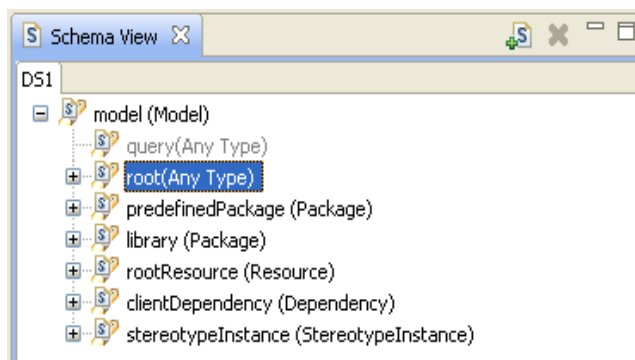 Schema View
DS1
model (Model)
query(Any Type)
root(Any Type)
predefinedPackage (Package)
library (Package)
rootResource (Resource)
clientDependency (Dependency)
stereotypeInstance (StereotypeInstance)